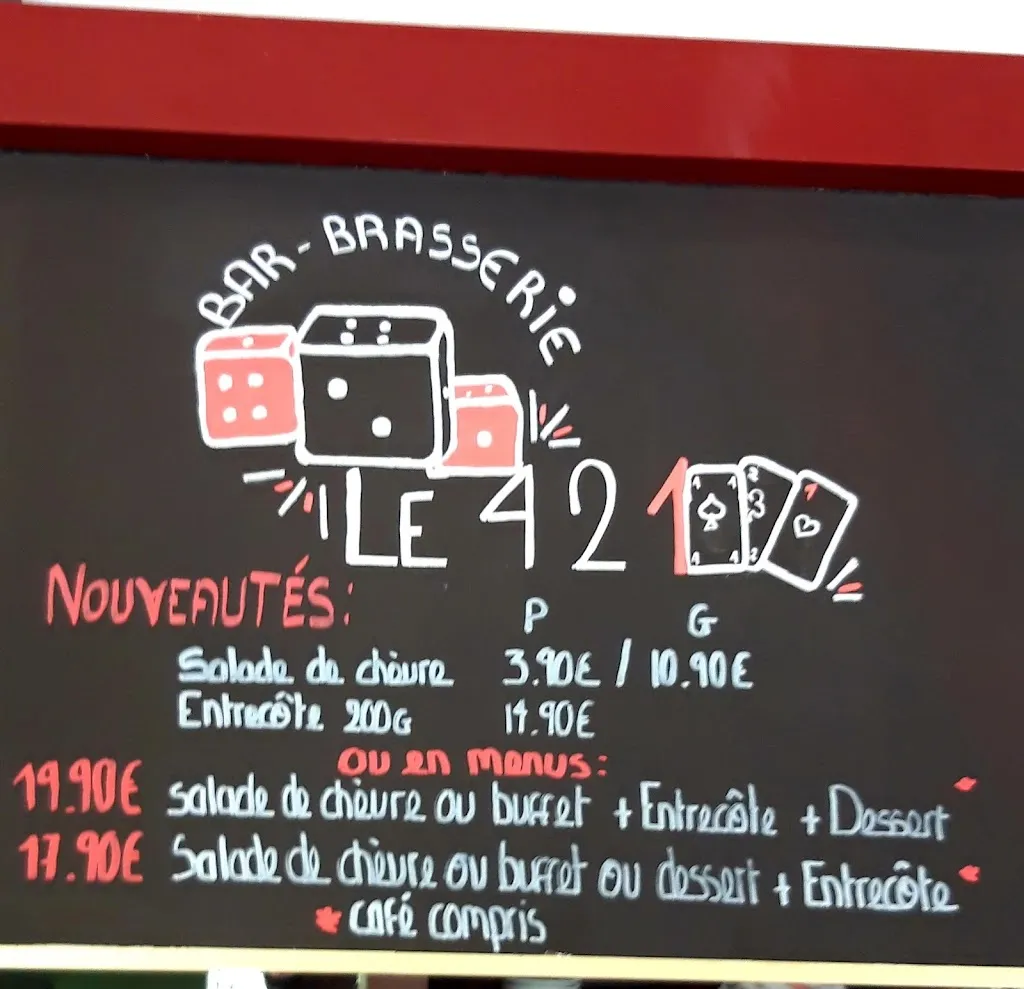 BAR-BRASSERIE
LE 421
NOUVEAUTÉS:
P G
Salade de chèvre 3.90€ / 10.90€
Entrecôte 200G 14.90€
OU en MENUS:
19.90€ salade de chèvre ou buffet + Entrecôte + Dessert *
17.90€ Salade de chèvre ou buffet ou dessert + Entrecôte *
* café compris